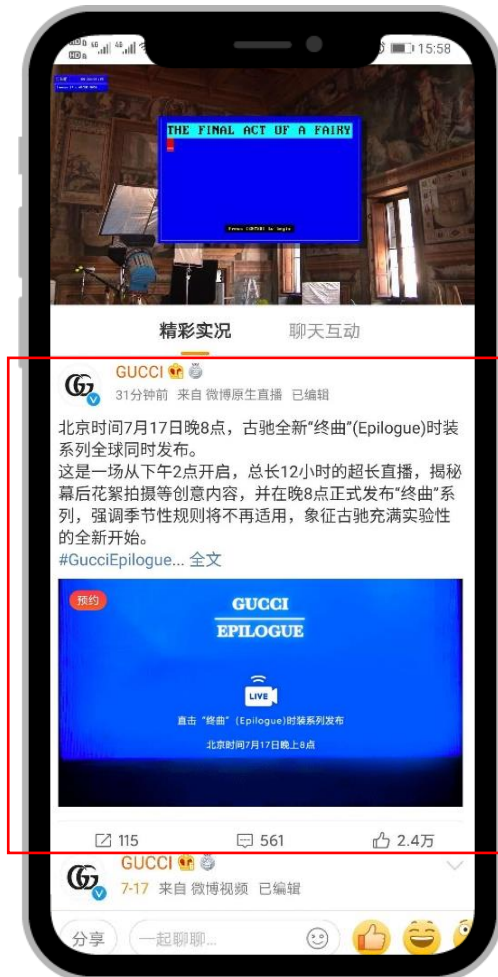 15:58
THE FINAL ACT OF A FAIRY
Press CONTROL to begin
精彩实况 聊天互动
GUCCI
31分钟前 来自 微博原生直播 已编辑
北京时间7月17日晚8点，古驰全新“终曲”(Epilogue)时装
系列全球同时发布。
这是一场从下午2点开启，总长12小时的超长直播，揭秘
幕后花絮拍摄等创意内容，并在晚8点正式发布“终曲”系
列，强调季节性规则将不再适用，象征古驰充满实验性
的全新开始。
#GucciEpilogue... 全文
预约
GUCCI
EPILOGUE
LIVE
直击 “终曲” (Epilogue)时装系列发布
北京时间7月17日晚上8点
115 561 2.4万
GUCCI
7-17 来自 微博视频 已编辑
分享 一起聊聊...